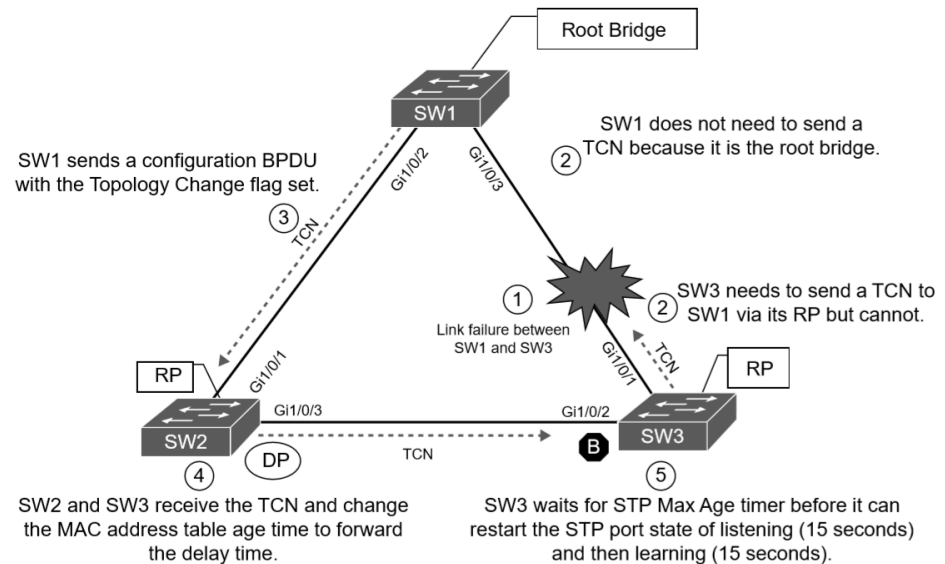 Root Bridge
SW1
SW1 does not need to send a
② TCN because it is the root bridge.
SW1 sends a configuration BPDU
with the Topology Change flag set.
③
TCN
Gi1/0/2
Gi1/0/3
①
Link failure between
SW1 and SW3
② SW3 needs to send a TCN to
SW1 via its RP but cannot.
TCN
Gi1/0/1
RP
Gi1/0/1
RP
SW2
Gi1/0/3
Gi1/0/2
DP
TCN
B
SW3
④
SW2 and SW3 receive the TCN and change
the MAC address table age time to forward
the delay time.
⑤
SW3 waits for STP Max Age timer before it can
restart the STP port state of listening (15 seconds)
and then learning (15 seconds).